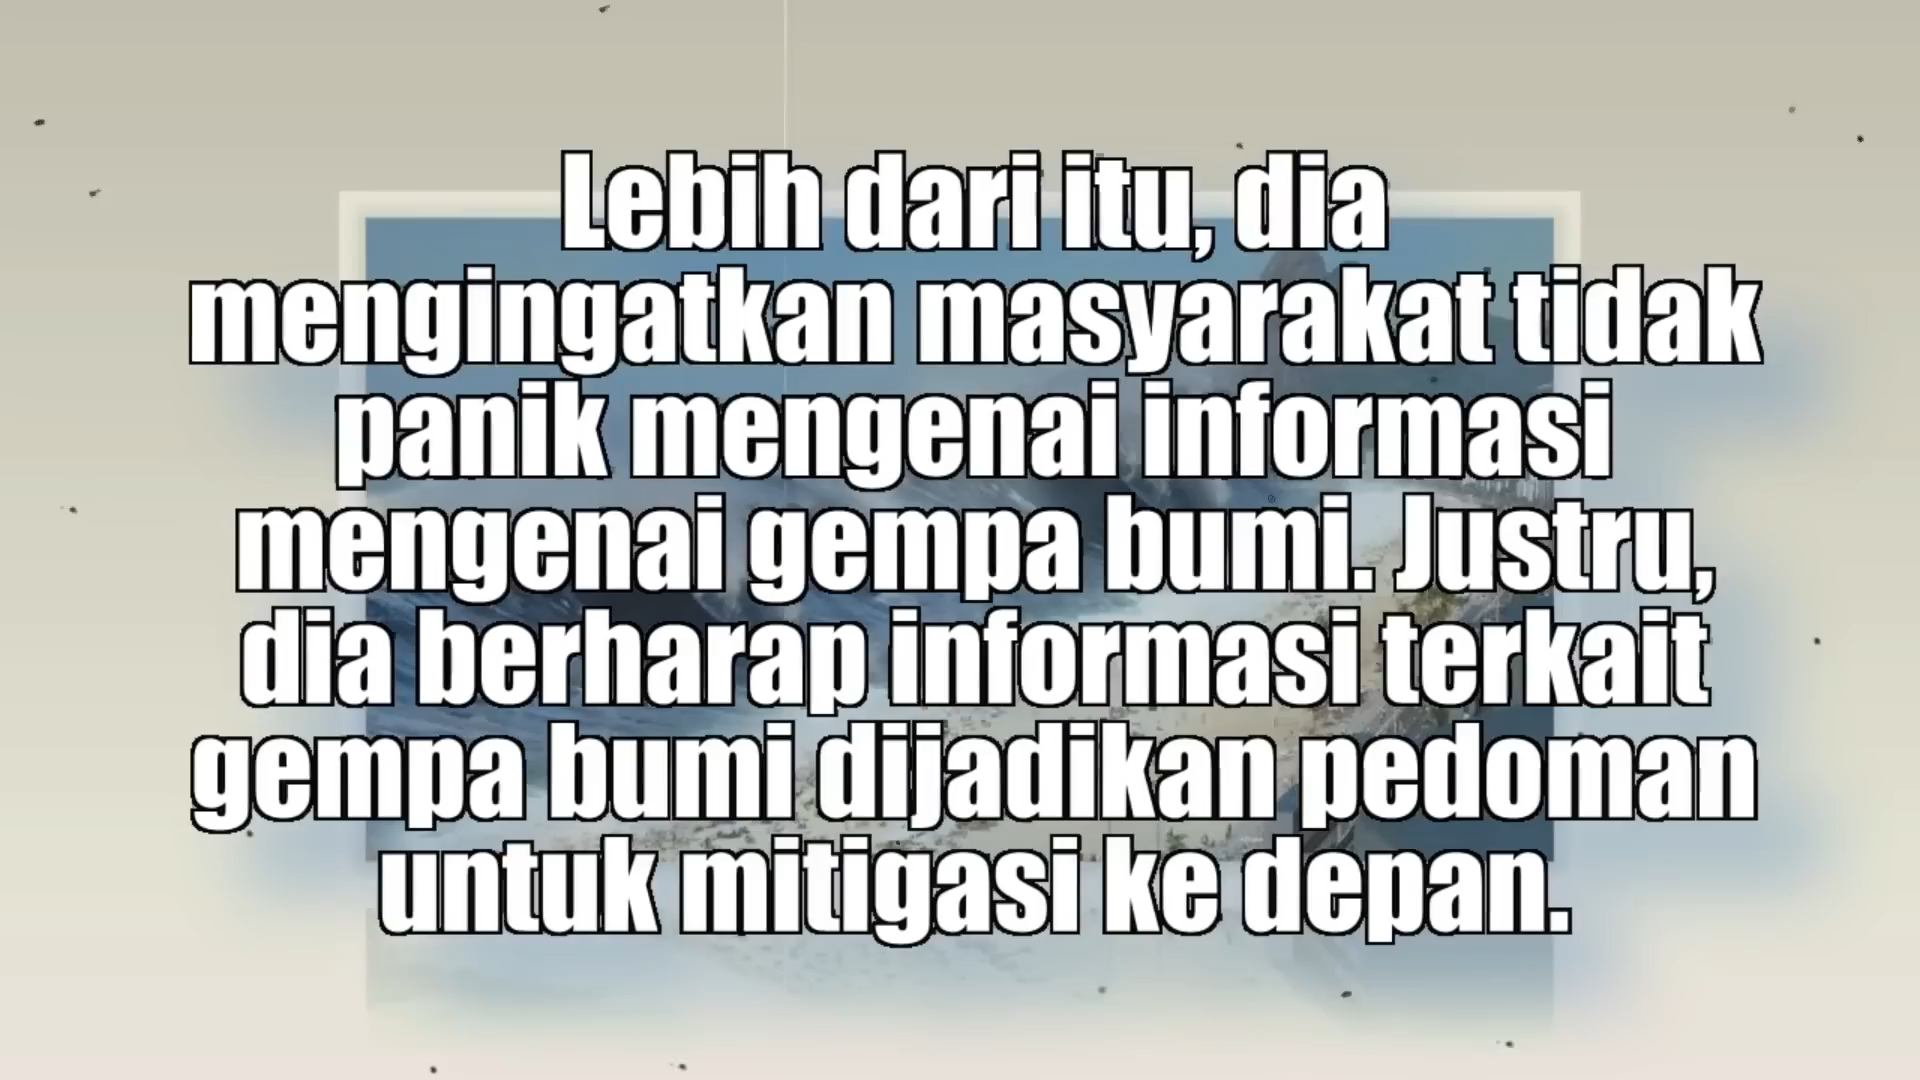 Lebih dari itu, dia
mengingatkan masyarakat tidak
panik mengenai informasi
mengenai gempa bumi. Justru,
dia berharap informasi terkait
gempa bumi dijadikan pedoman
untuk mitigasi ke depan.